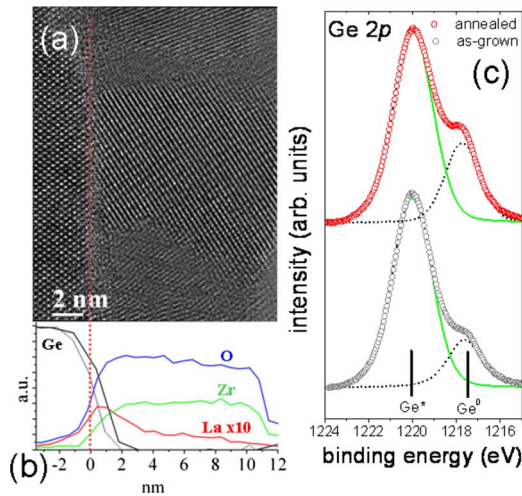 (a)
2 nm
Ge
O
Zr
La x10
a.u.
-2 0 2 4 6 8 10 12
nm
(b)
Ge 2p
annealed
as-grown
(c)
intensity (arb. units)
Ge*
Ge⁰
1224 1222 1220 1218 1216
binding energy (eV)